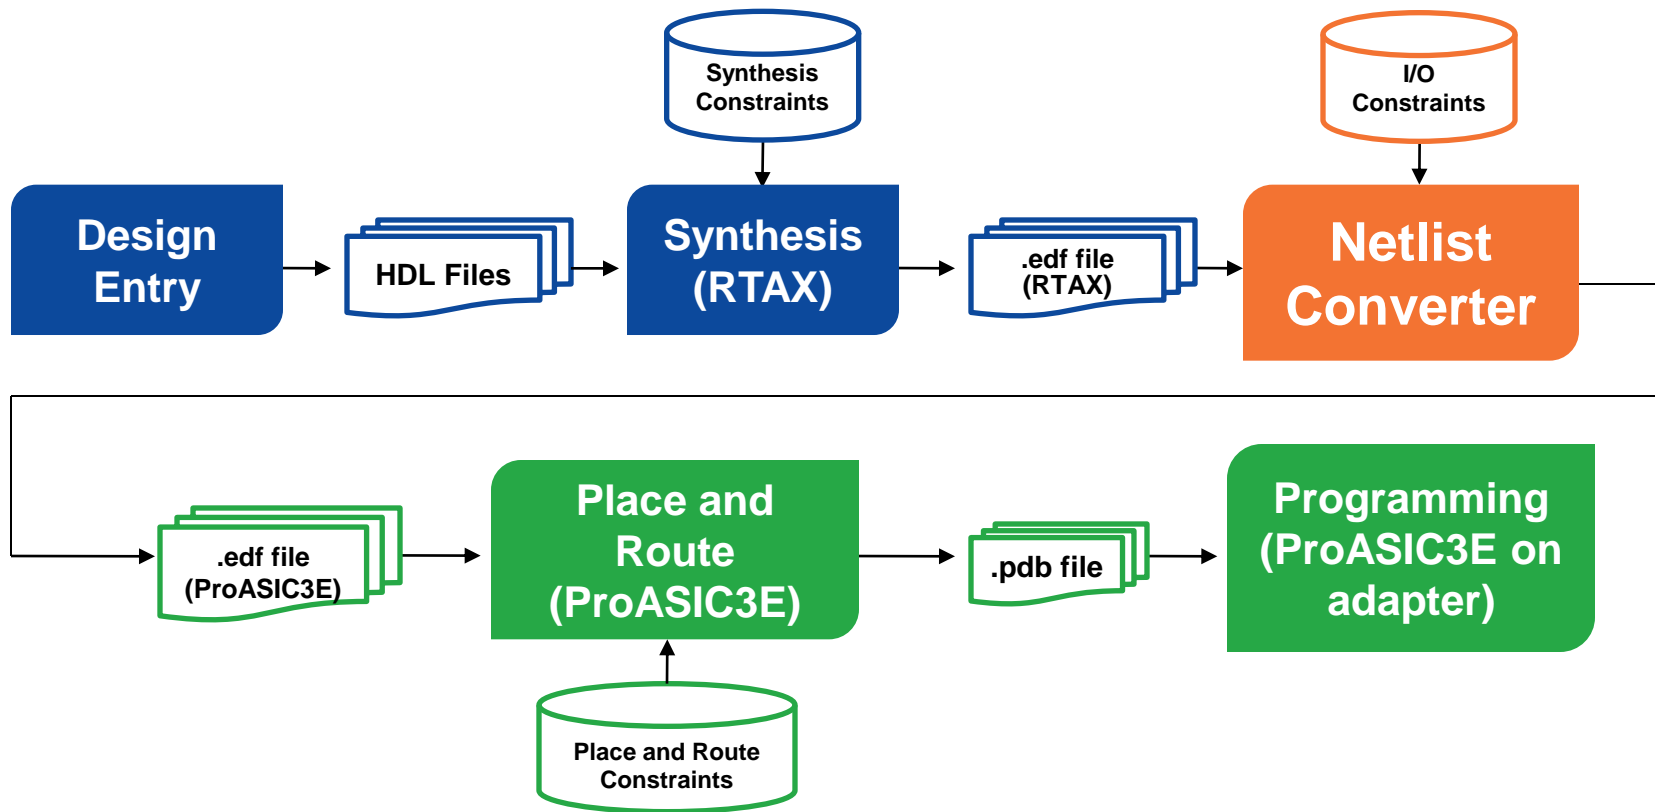 Synthesis
Constraints
I/O
Constraints
Design
Entry
HDL Files
Synthesis
(RTAX)
.edf file
(RTAX)
Netlist
Converter
.edf file
(ProASIC3E)
Place and
Route
(ProASIC3E)
.pdb file
Programming
(ProASIC3E on
adapter)
Place and Route
Constraints